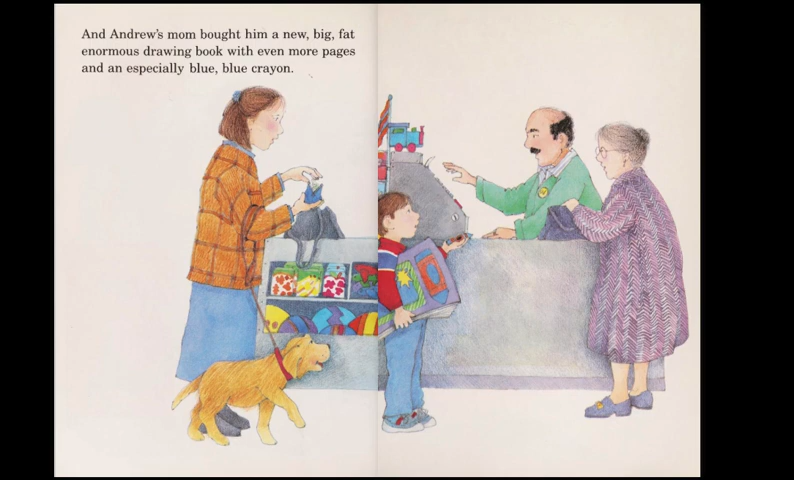 And Andrew's mom bought him a new, big, fat
enormous drawing book with even more pages
and an especially blue, blue crayon.